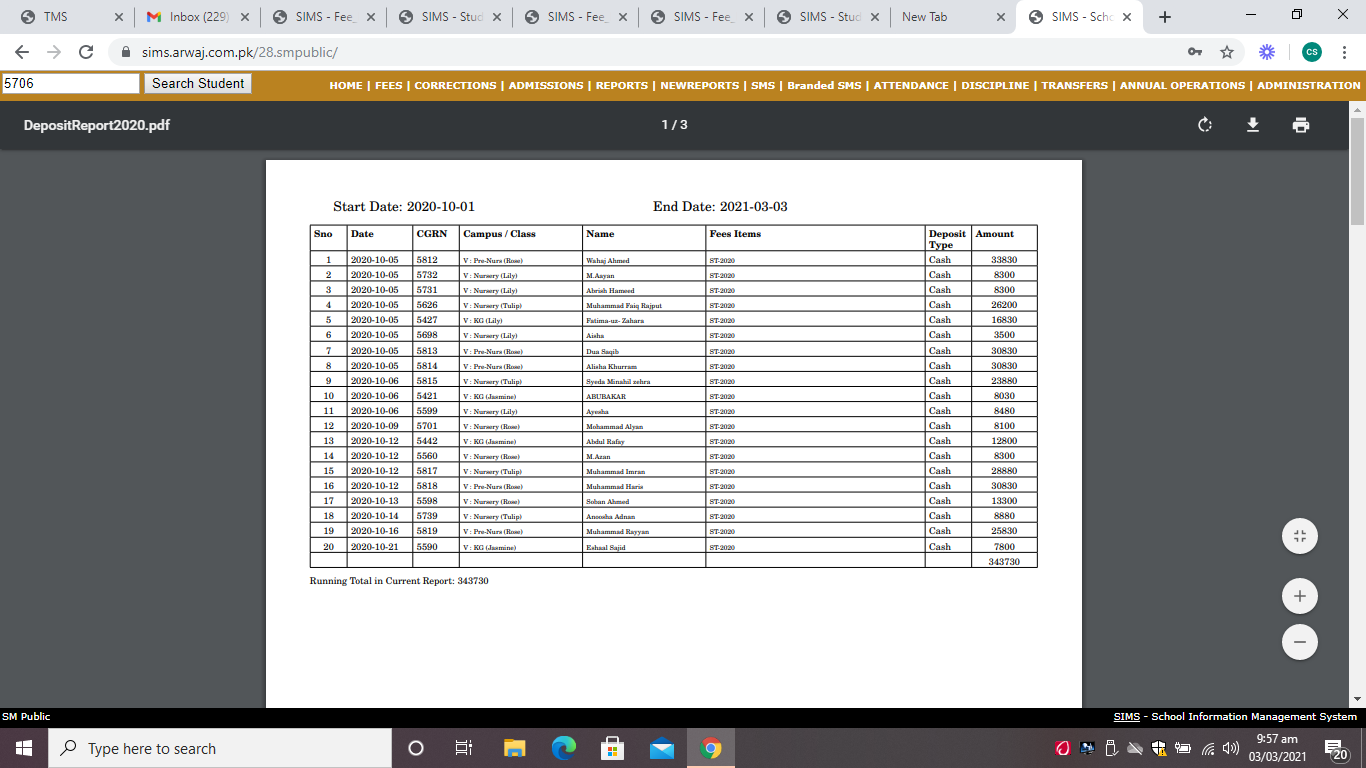 TMS
Inbox (229)
SIMS - Fee_
SIMS - Stud
SIMS - Fee_
SIMS - Fee_
SIMS - Stud
New Tab
SIMS - Scho
sims.arwaj.com.pk/28.smpublic/
CS
5706 Search Student
HOME | FEES | CORRECTIONS | ADMISSIONS | REPORTS | NEWREPORTS | SMS | Branded SMS | ATTENDANCE | DISCIPLINE | TRANSFERS | ANNUAL OPERATIONS | ADMINISTRATION
DepositReport2020.pdf 1 / 3
Start Date: 2020-10-01 End Date: 2021-03-03
Sno Date CGRN Campus / Class Name Fees Items Deposit Type Amount
1 2020-10-05 5812 V : Pre-Nurs (Rose) Wahaj Ahmed ST-2020 Cash 33830
2 2020-10-05 5732 V : Nursery (Lily) M.Aayan ST-2020 Cash 8300
3 2020-10-05 5731 V : Nursery (Lily) Abrish Hameed ST-2020 Cash 8300
4 2020-10-05 5626 V : Nursery (Tulip) Muhammad Faiq Rajput ST-2020 Cash 26200
5 2020-10-05 5427 V : KG (Lily) Fatima-uz- Zahara ST-2020 Cash 16830
6 2020-10-05 5698 V : Nursery (Lily) Aisha ST-2020 Cash 3500
7 2020-10-05 5813 V : Pre-Nurs (Rose) Dua Saqib ST-2020 Cash 30830
8 2020-10-05 5814 V : Pre-Nurs (Rose) Alisha Khurram ST-2020 Cash 30830
9 2020-10-06 5815 V : Nursery (Tulip) Syeda Minahil zehra ST-2020 Cash 23880
10 2020-10-06 5421 V : KG (Jasmine) ABUBAKAR ST-2020 Cash 8030
11 2020-10-06 5599 V : Nursery (Lily) Ayesha ST-2020 Cash 8480
12 2020-10-09 5701 V : Nursery (Rose) Mohammad Alyan ST-2020 Cash 8100
13 2020-10-12 5442 V : KG (Jasmine) Abdul Rafay ST-2020 Cash 12800
14 2020-10-12 5560 V : Nursery (Rose) M.Azan ST-2020 Cash 8300
15 2020-10-12 5817 V : Nursery (Tulip) Muhammad Imran ST-2020 Cash 28880
16 2020-10-12 5818 V : Pre-Nurs (Rose) Muhammad Haris ST-2020 Cash 30830
17 2020-10-13 5598 V : Nursery (Rose) Soban Ahmed ST-2020 Cash 13300
18 2020-10-14 5739 V : Nursery (Tulip) Anoosha Adnan ST-2020 Cash 8880
19 2020-10-16 5819 V : Pre-Nurs (Rose) Muhammad Rayyan ST-2020 Cash 25830
20 2020-10-21 5590 V : KG (Jasmine) Eshaal Sajid ST-2020 Cash 7800
343730
Running Total in Current Report: 343730
SM Public
SIMS - School Information Management System
Type here to search
9:57 am
03/03/2021
20